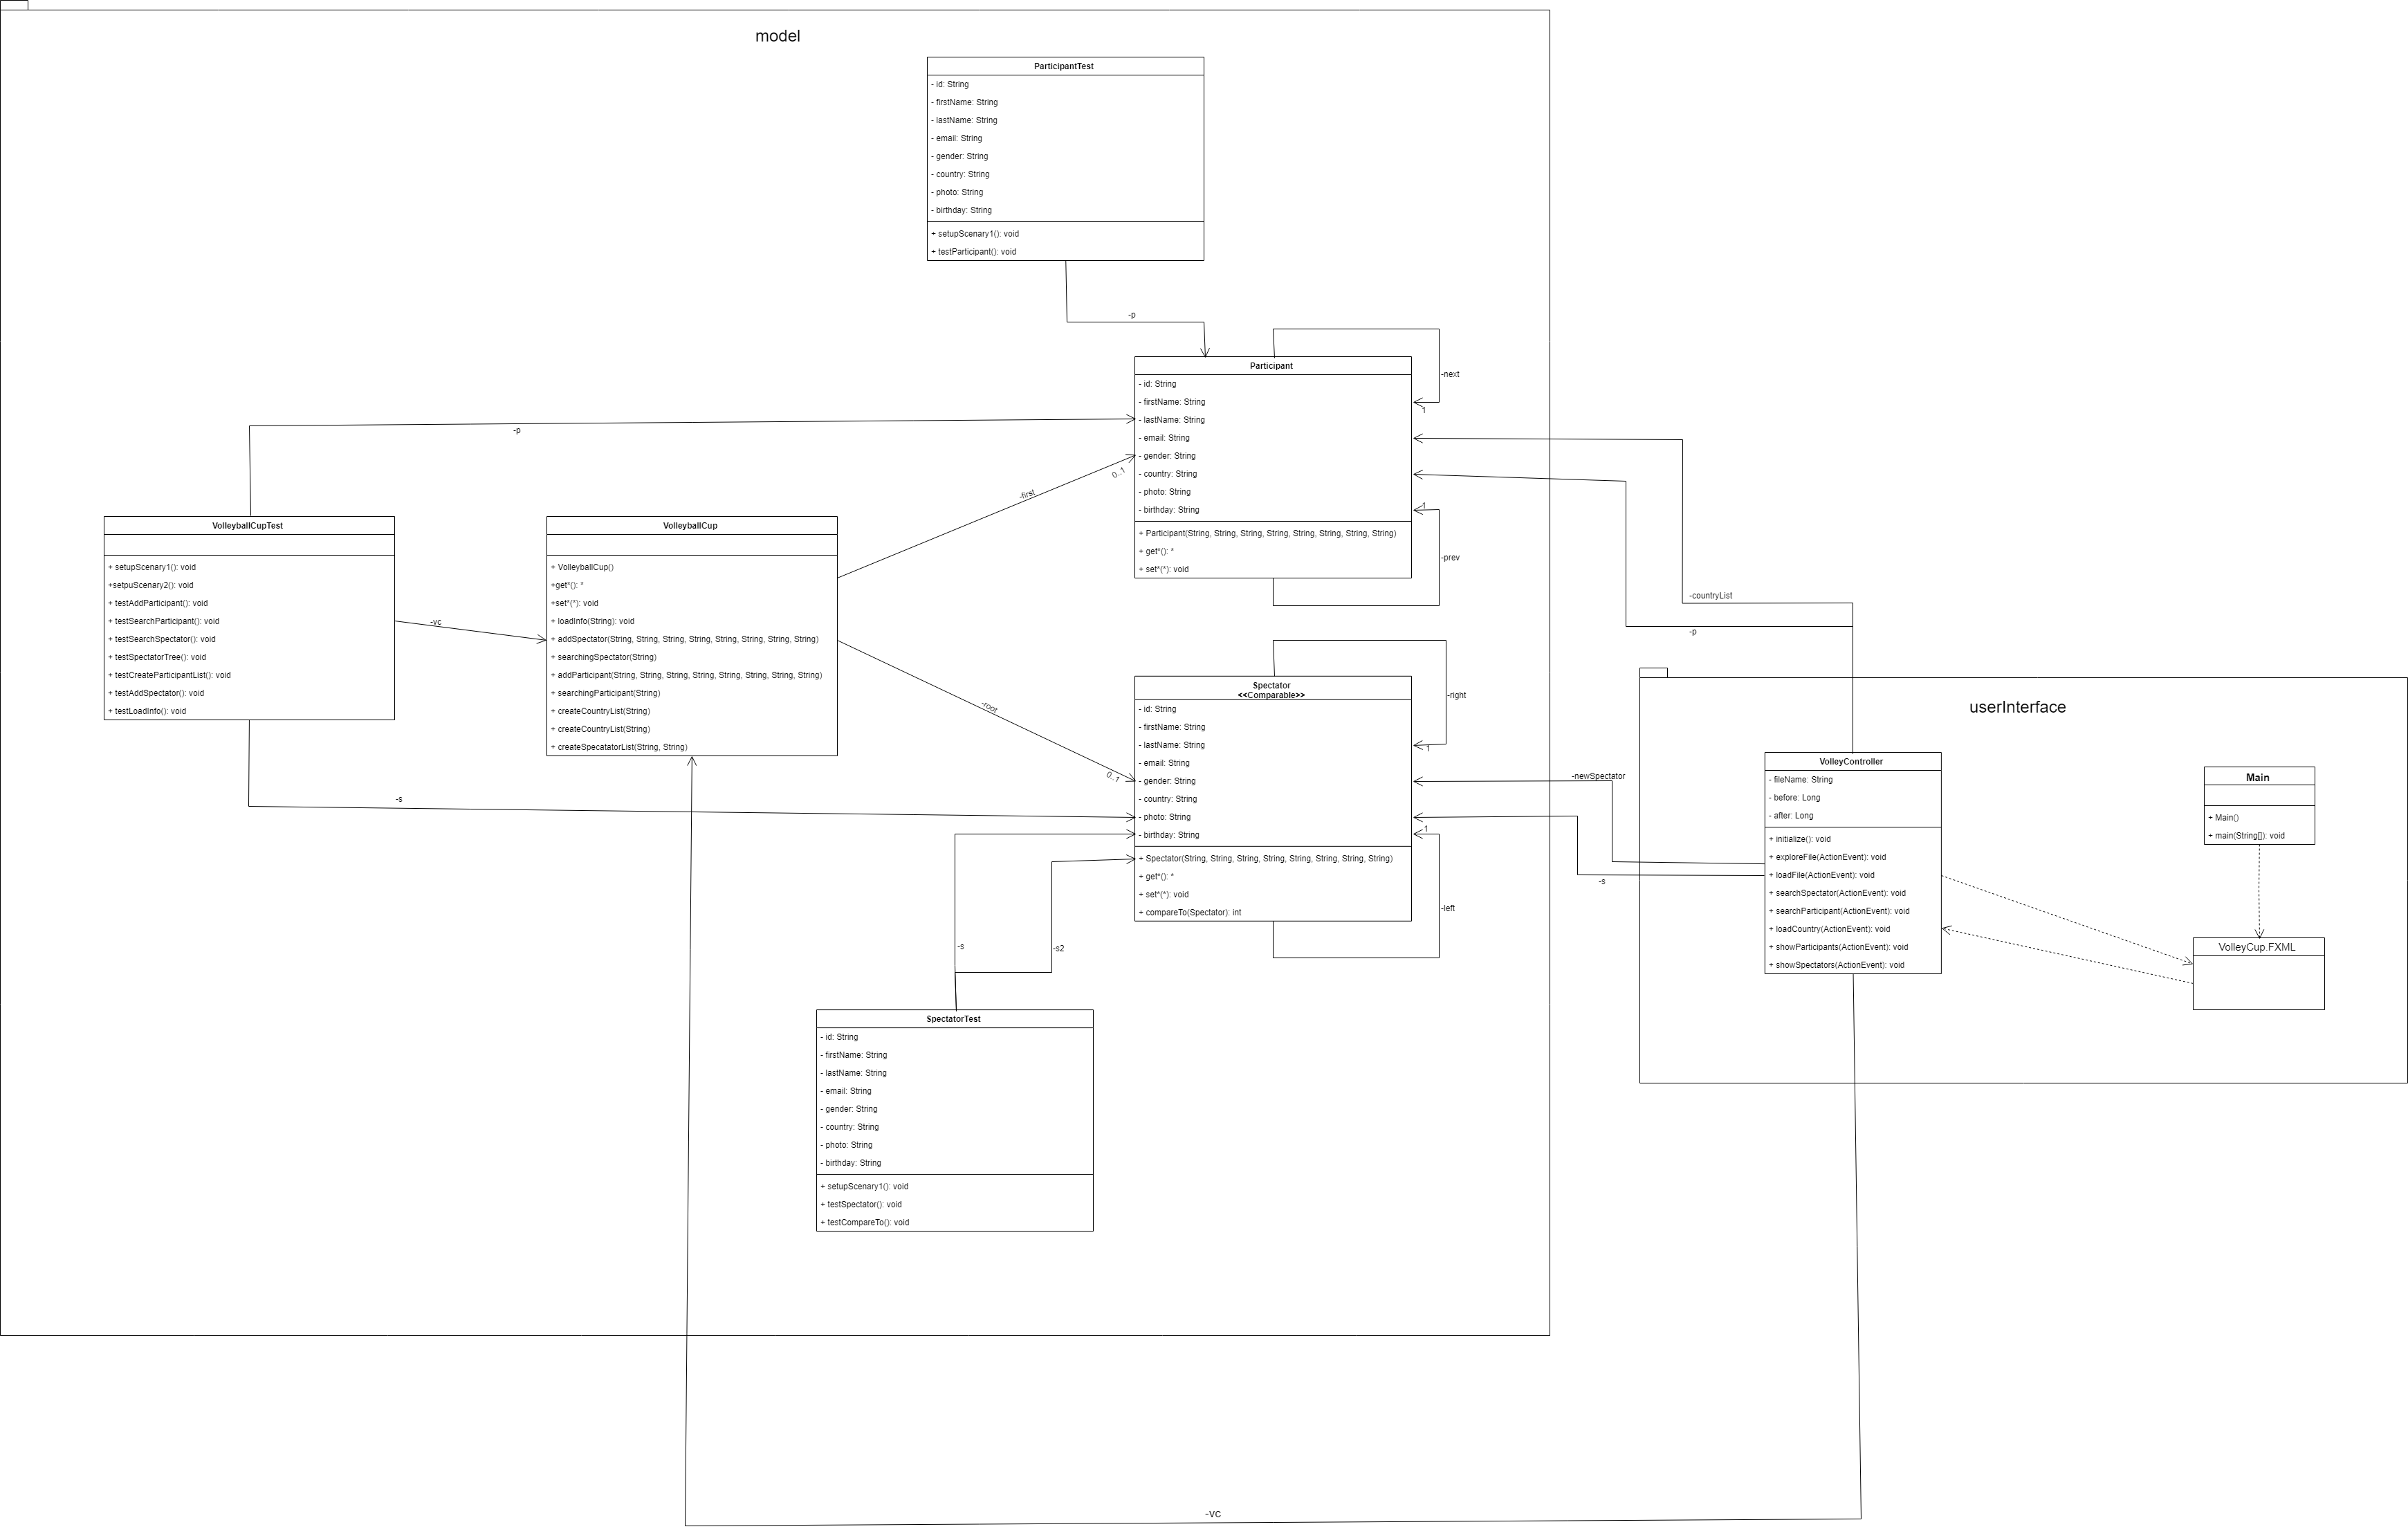 model
ParticipantTest
- id: String
- firstName: String
- lastName: String
- email: String
- gender: String
- country: String
- photo: String
- birthday: String
+ setupScenary1(): void
+ testParticipant(): void
-p
Participant
- id: String
- firstName: String
- lastName: String
- email: String
- gender: String
- country: String
- photo: String
- birthday: String
+ Participant(String, String, String, String, String, String, String, String)
+ get*(): *
+ set*(*): void
-next
1
1
-prev
-p
-first
0..1
VolleyballCupTest
+ setupScenary1(): void
+setpuScenary2(): void
+ testAddParticipant(): void
+ testSearchParticipant(): void
+ testSearchSpectator(): void
+ testSpectatorTree(): void
+ testCreateParticipantList(): void
+ testAddSpectator(): void
+ testLoadInfo(): void
-vc
VolleyballCup
+ VolleyballCup()
+get*(): *
+set*(*): void
+ loadInfo(String): void
+ addSpectator(String, String, String, String, String, String, String, String)
+ searchingSpectator(String)
+ addParticipant(String, String, String, String, String, String, String, String)
+ searchingParticipant(String)
+ createCountryList(String)
+ createCountryList(String)
+ createSpecatatorList(String, String)
-root
0..1
-s
Spectator
<<Comparable>>
- id: String
- firstName: String
- lastName: String
- email: String
- gender: String
- country: String
- photo: String
- birthday: String
+ Spectator(String, String, String, String, String, String, String, String)
+ get*(): *
+ set*(*): void
+ compareTo(Spectator): int
-right
1
1
-left
-s
-s2
SpectatorTest
- id: String
- firstName: String
- lastName: String
- email: String
- gender: String
- country: String
- photo: String
- birthday: String
+ setupScenary1(): void
+ testSpectator(): void
+ testCompareTo(): void
-countryList
-p
-newSpectator
-s
userInterface
VolleyController
- fileName: String
- before: Long
- after: Long
+ initialize(): void
+ exploreFile(ActionEvent): void
+ loadFile(ActionEvent): void
+ searchSpectator(ActionEvent): void
+ searchParticipant(ActionEvent): void
+ loadCountry(ActionEvent): void
+ showParticipants(ActionEvent): void
+ showSpectators(ActionEvent): void
Main
+ Main()
+ main(String[]): void
VolleyCup.FXML
-vc